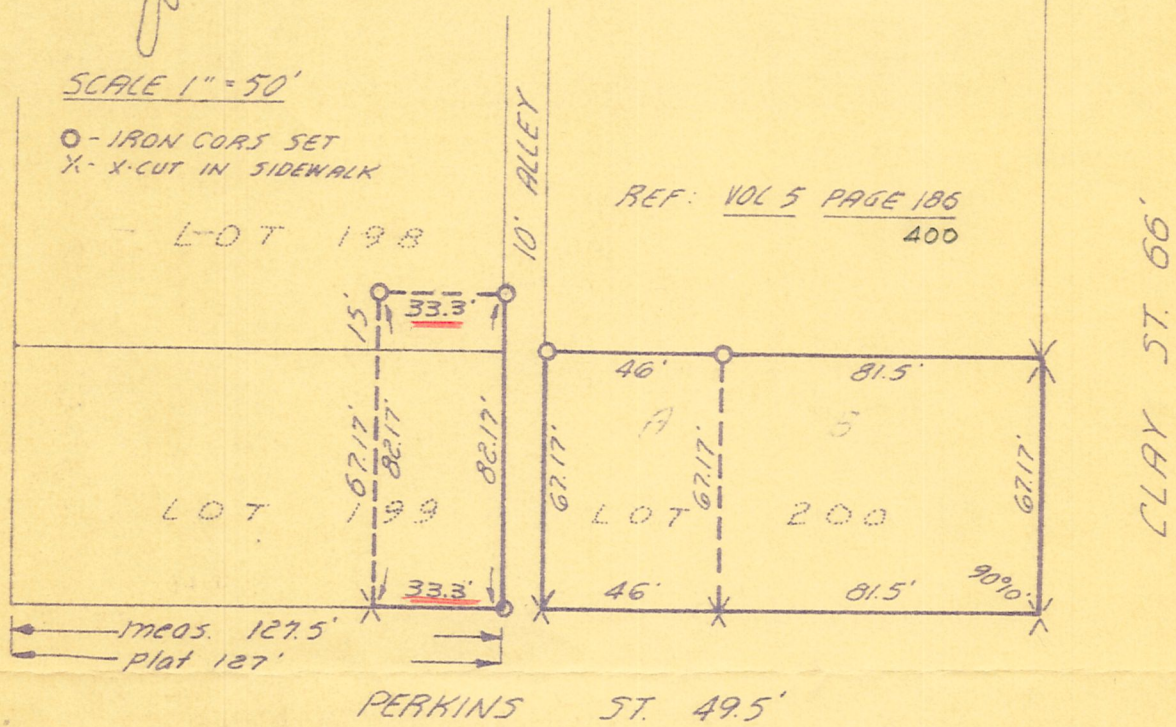 SCALE 1" = 50'
O - IRON CORS SET
X - X-CUT IN SIDEWALK
10' ALLEY
REF: VOL 5 PAGE 186
400
LOT 198
CLAY ST. 66'
33.3'
15'
46'
81.5'
A
67.17'
82.17'
82.17'
67.17'
67.17'
67.17'
LOT 199
LOT 200
33.3'
46'
81.5'
meas. 127.5'
Plat 127'
PERKINS ST. 49.5'